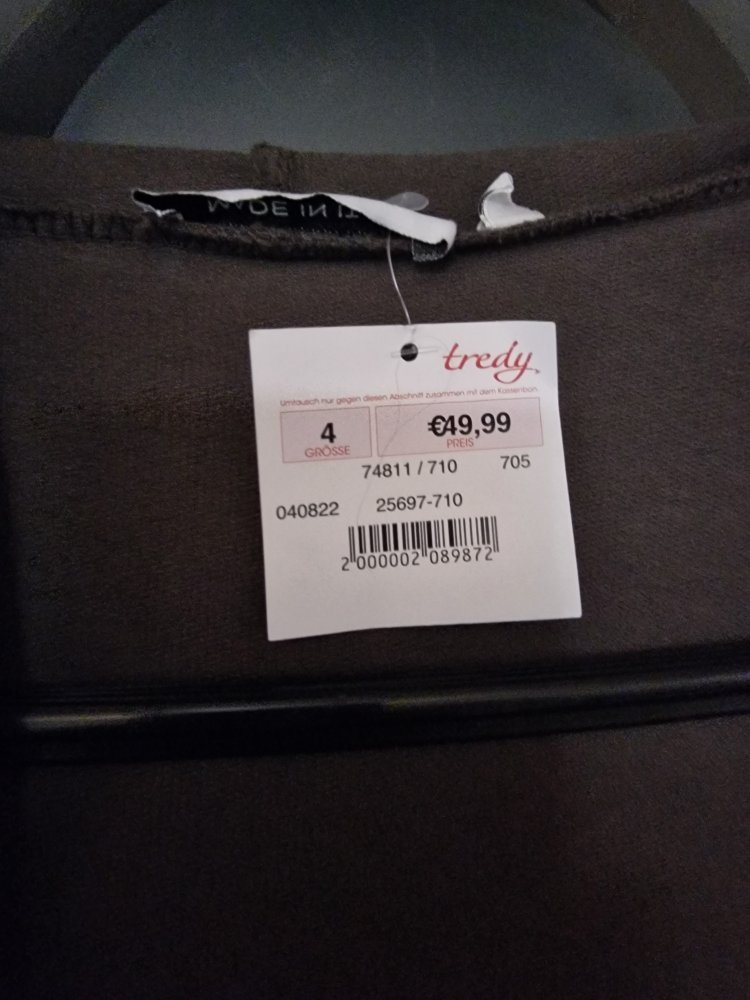 MADE IN
tredy
Umtausch nur gegen diesen Abschnitt zusammen mit dem Kassenbon.
4 €49,99
GRÖSSE PREIS
74811 / 710 705
040822 25697-710
2 000002 089872